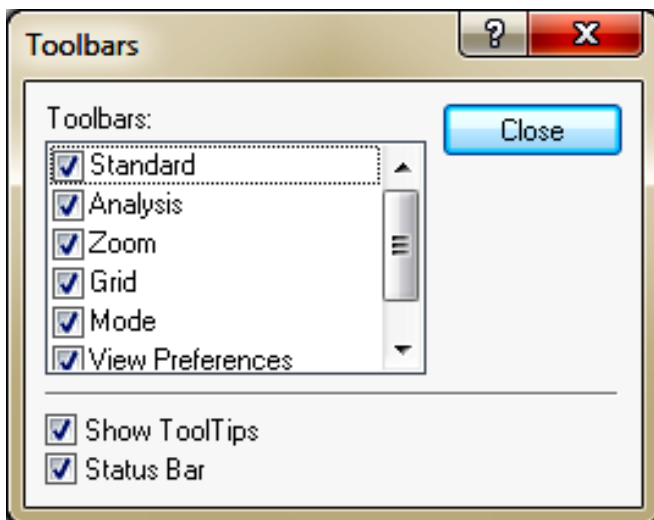 Toolbars
?
X
Toolbars:
Close
Standard
Analysis
Zoom
Grid
Mode
View Preferences
Show ToolTips
Status Bar